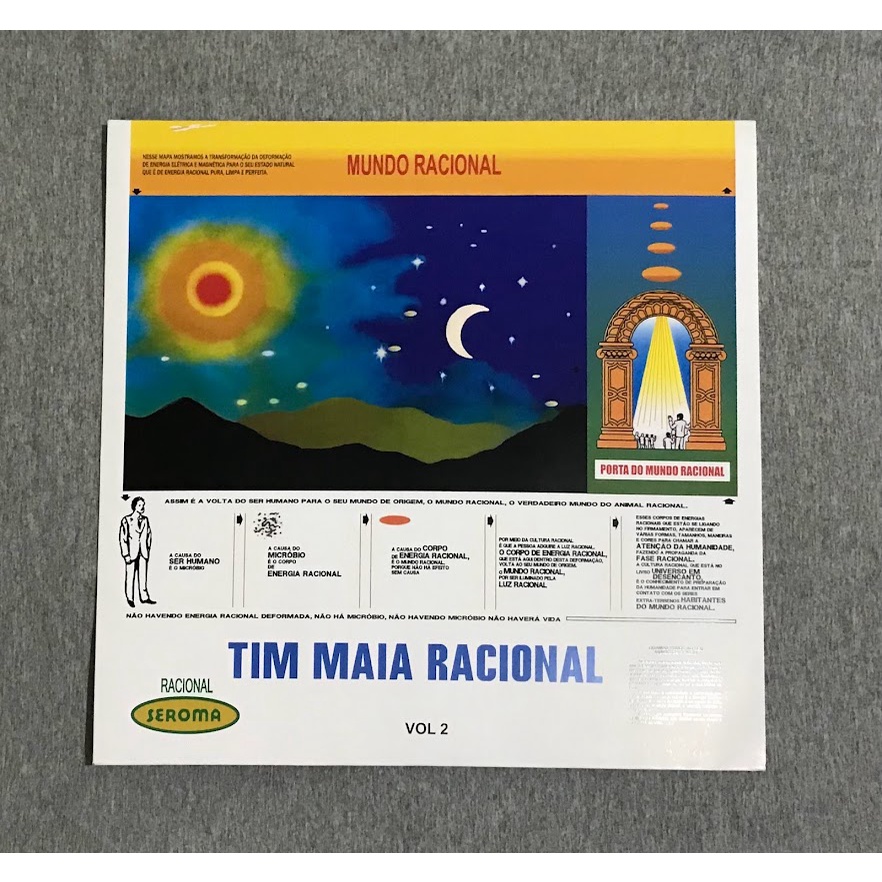 NESSE MAPA MOSTRAMOS A TRANSFORMAÇÃO DA DEFORMAÇÃO
DE ENERGIA ELÉTRICA E MAGNÉTICA PARA O SEU ESTADO NATURAL
QUE É DE ENERGIA RACIONAL PURA, LIMPA E PERFEITA.
MUNDO RACIONAL
PORTA DO MUNDO RACIONAL
ASSIM É A VOLTA DO SER HUMANO PARA O SEU MUNDO DE ORIGEM, O MUNDO RACIONAL, O VERDADEIRO MUNDO DO ANIMAL RACIONAL.
A CAUSA DO
SER HUMANO
É O MICRÓBIO
A CAUSA DO
MICRÓBIO
É O CORPO
DE
ENERGIA RACIONAL
A CAUSA DO CORPO
DE ENERGIA RACIONAL,
É O MUNDO RACIONAL,
PORQUE NÃO HÁ EFEITO
SEM CAUSA
POR MEIO DA CULTURA RACIONAL
É QUE A PESSOA ADQUIRE A LUZ RACIONAL.
O CORPO DE ENERGIA RACIONAL,
QUE ESTÁ AQUI DENTRO DESTA DEFORMAÇÃO,
VOLTA AO SEU MUNDO DE ORIGEM,
O MUNDO RACIONAL,
POR SER ILUMINADO PELA
LUZ RACIONAL
ESSES CORPOS DE ENERGIAS
RACIONAIS QUE ESTÃO SE LIGANDO
NO FIRMAMENTO, APARECEM DE
VÁRIAS FORMAS, TAMANHOS, MANEIRAS
E CORES PARA CHAMAR A
ATENÇÃO DA HUMANIDADE,
FAZENDO A PROPAGANDA DA
FASE RACIONAL.
A CULTURA RACIONAL QUE ESTÁ NO
LIVRO UNIVERSO EM
DESENCANTO,
É O CONHECIMENTO DE PREPARAÇÃO
DA HUMANIDADE PARA ENTRAR EM
CONTATO COM OS SERES
EXTRA-TERRENOS HABITANTES
DO MUNDO RACIONAL.
NÃO HAVENDO ENERGIA RACIONAL DEFORMADA, NÃO HÁ MICRÓBIO, NÃO HAVENDO MICRÓBIO NÃO HAVERÁ VIDA
TIM MAIA RACIONAL
RACIONAL
SEROMA
VOL 2